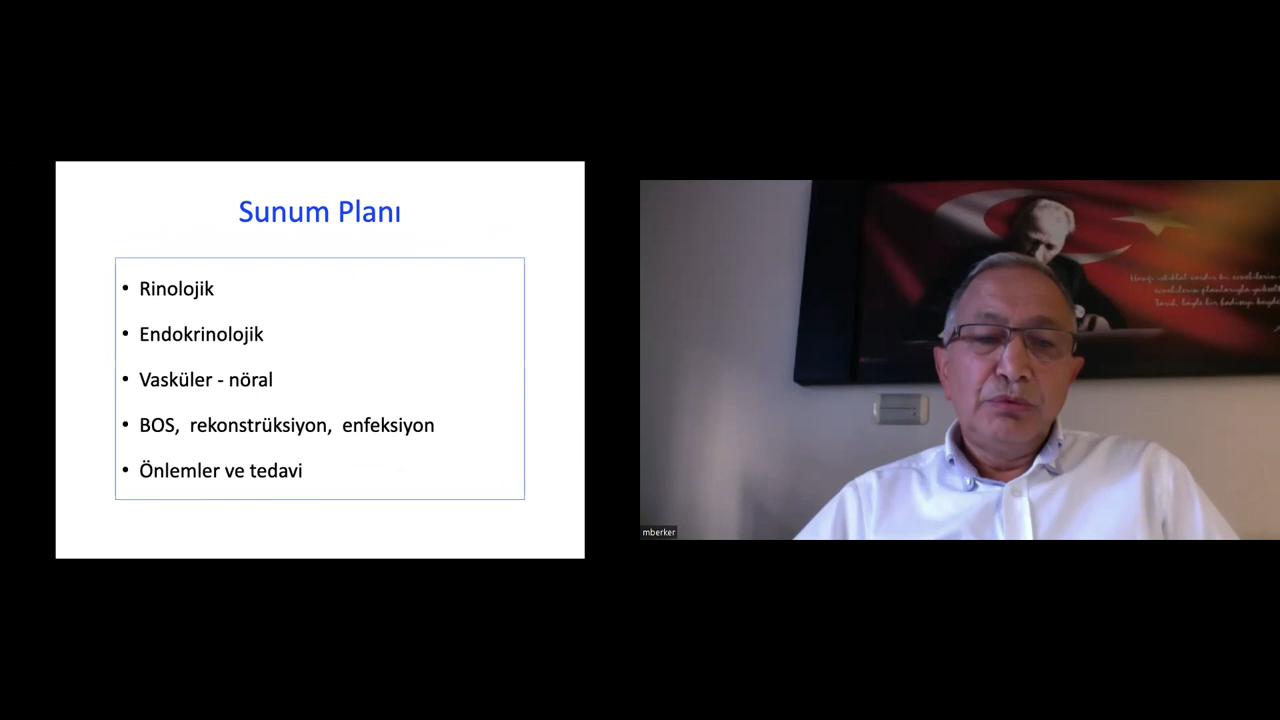 Sunum Planı
• Rinolojik
• Endokrinolojik
• Vasküler - nöral
• BOS, rekonstrüksiyon, enfeksiyon
• Önlemler ve tedavi
mberker